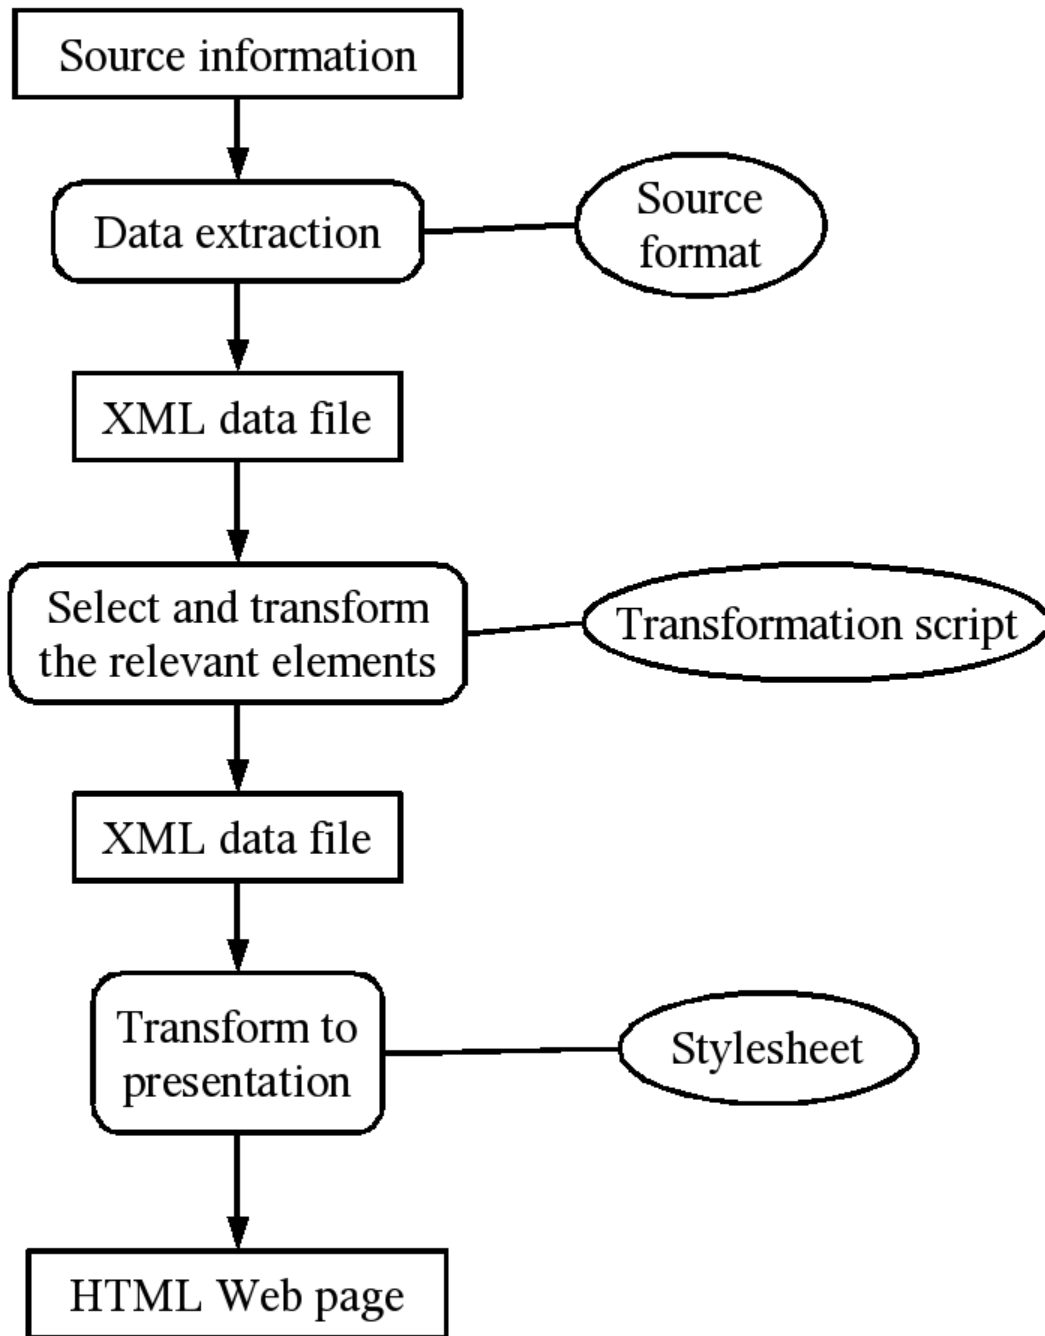 Source information
Data extraction
Source
format
XML data file
Select and transform
the relevant elements
Transformation script
XML data file
Transform to
presentation
Stylesheet
HTML Web page